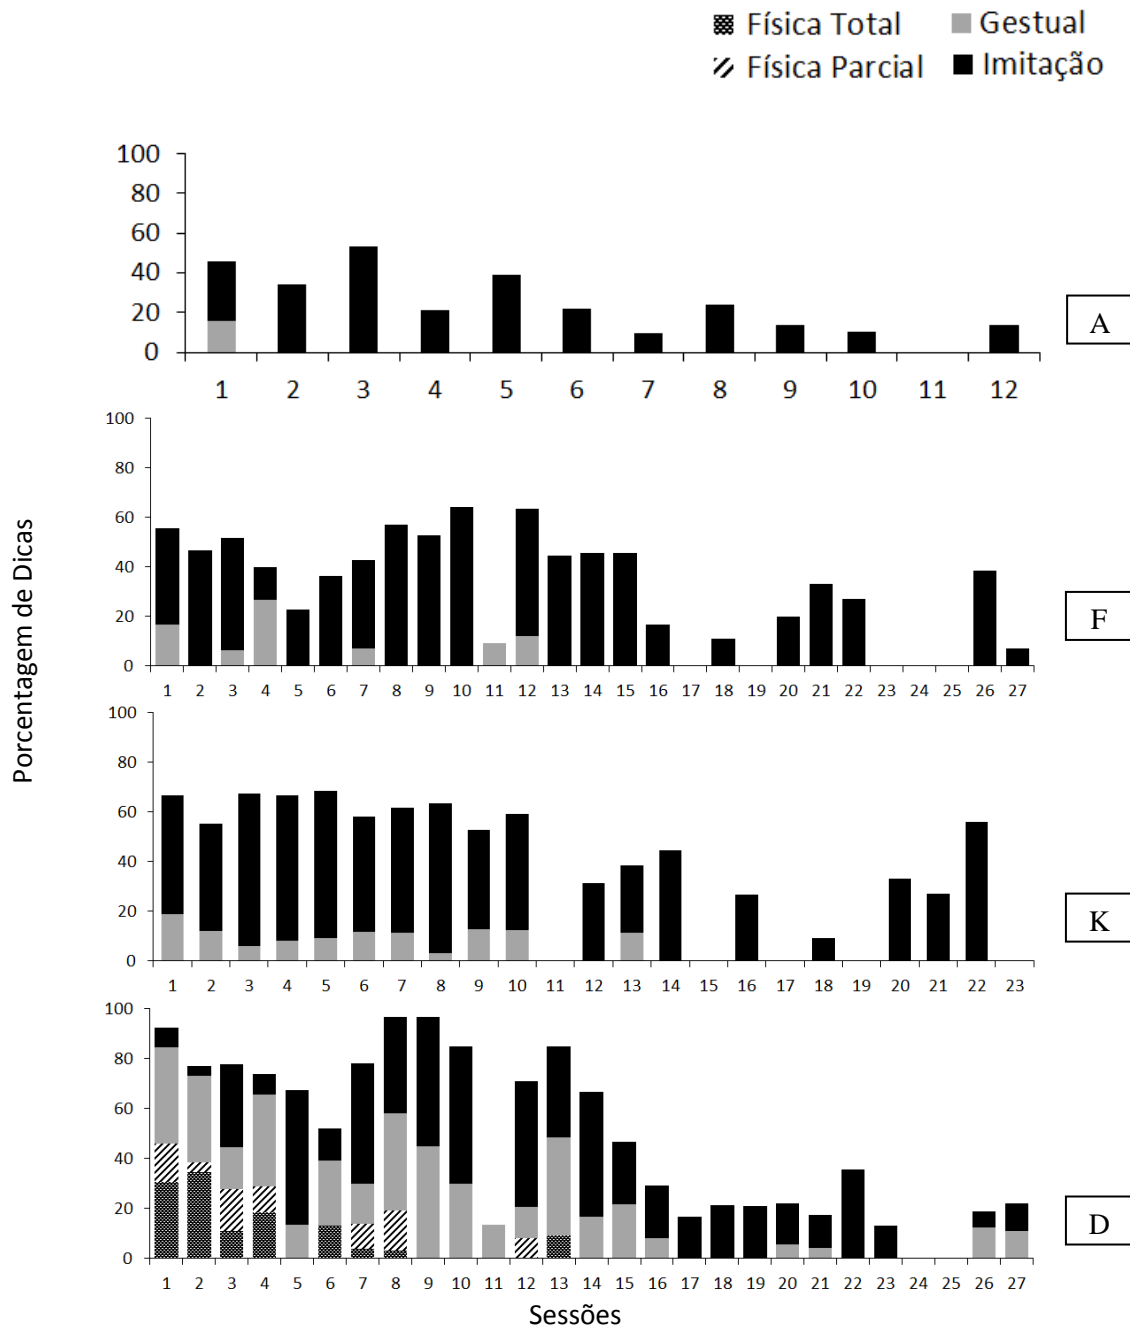 Física Total Gestual
Física Parcial Imitação
100
80
60
40
20
0
1 2 3 4 5 6 7 8 9 10 11 12
A
100
80
60
40
20
0
1 2 3 4 5 6 7 8 9 10 11 12 13 14 15 16 17 18 19 20 21 22 23 24 25 26 27
F
Porcentagem de Dicas
100
80
60
40
20
0
1 2 3 4 5 6 7 8 9 10 11 12 13 14 15 16 17 18 19 20 21 22 23
K
100
80
60
40
20
0
1 2 3 4 5 6 7 8 9 10 11 12 13 14 15 16 17 18 19 20 21 22 23 24 25 26 27
D
Sessões